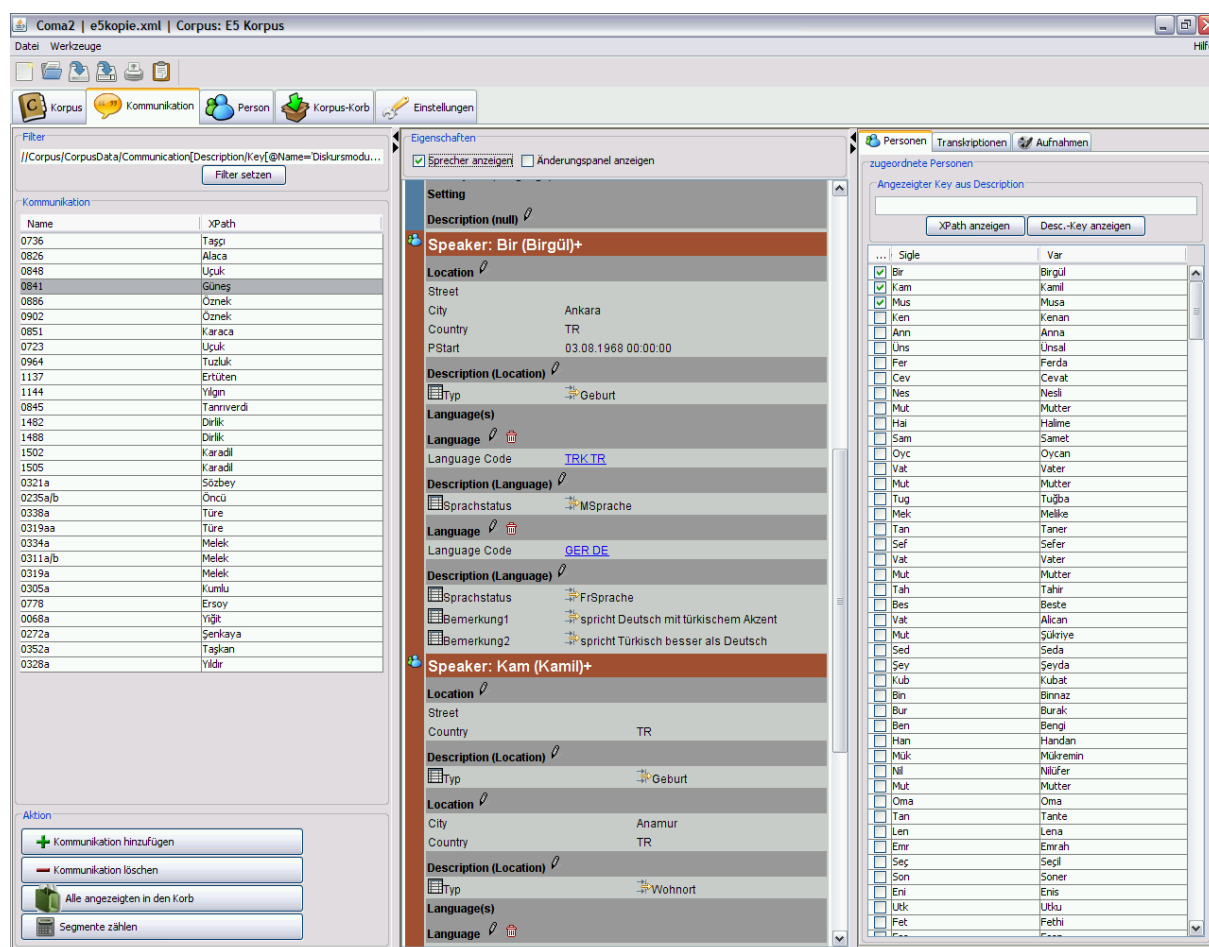 Coma2 | e5kopie.xml | Corpus: E5 Korpus
Datei Werkzeuge Hilf
Korpus Kommunikation Person Korpus-Korb Einstellungen
Filter
//Corpus/CorpusData/Communication[Description/Key[@Name='Diskursmodu...
Filter setzen
Kommunikation
Name XPath
0736 Taşçı
0826 Alaca
0848 Uçuk
0841 Güneş
0886 Öznek
0902 Öznek
0851 Karaca
0723 Uçuk
0964 Tuzluk
1137 Ertüten
1144 Yılgın
0845 Tanrıverdi
1482 Dirlik
1488 Dirlik
1502 Karadil
1505 Karadil
0321a Sözbey
0235a/b Öncü
0338a Türe
0319aa Türe
0334a Melek
0311a/b Melek
0319a Melek
0305a Kumlu
0778 Ersoy
0068a Yiğit
0272a Şenkaya
0352a Taşkan
0328a Yıldır
Aktion
Kommunikation hinzufügen
Kommunikation löschen
Alle angezeigten in den Korb
Segmente zählen
Eigenschaften
Sprecher anzeigen Änderungspanel anzeigen
Setting
Description (null)
Speaker: Bir (Birgül)+
Location
Street
City Ankara
Country TR
PStart 03.08.1968 00:00:00
Description (Location)
Typ Geburt
Language(s)
Language
Language Code TRK TR
Description (Language)
Sprachstatus MSprache
Language
Language Code GER DE
Description (Language)
Sprachstatus FrSprache
Bemerkung1 spricht Deutsch mit türkischem Akzent
Bemerkung2 spricht Türkisch besser als Deutsch
Speaker: Kam (Kamil)+
Location
Street
Country TR
Description (Location)
Typ Geburt
Location
City Anamur
Country TR
Description (Location)
Typ Wohnort
Language(s)
Language
Personen Transkriptionen Aufnahmen
zugeordnete Personen
Angezeigter Key aus Description
XPath anzeigen Desc.-Key anzeigen
... Sigle Var
Bir Birgül
Kam Kamil
Mus Musa
Ken Kenan
Ann Anna
Üns Ünsal
Fer Ferda
Cev Cevat
Nes Nesli
Mut Mutter
Hai Halime
Sam Samet
Oyc Oycan
Vat Vater
Mut Mutter
Tug Tuğba
Mek Melike
Tan Taner
Sef Sefer
Vat Vater
Mut Mutter
Tah Tahir
Bes Beste
Vat Alican
Mut Şükriye
Sed Seda
Şey Şeyda
Kub Kubat
Bin Binnaz
Bur Burak
Ben Bengi
Han Handan
Mük Mükremin
Nil Nilüfer
Mut Mutter
Oma Oma
Tan Tante
Len Lena
Emr Emrah
Seç Seçil
Son Soner
Eni Enis
Utk Utku
Fet Fethi